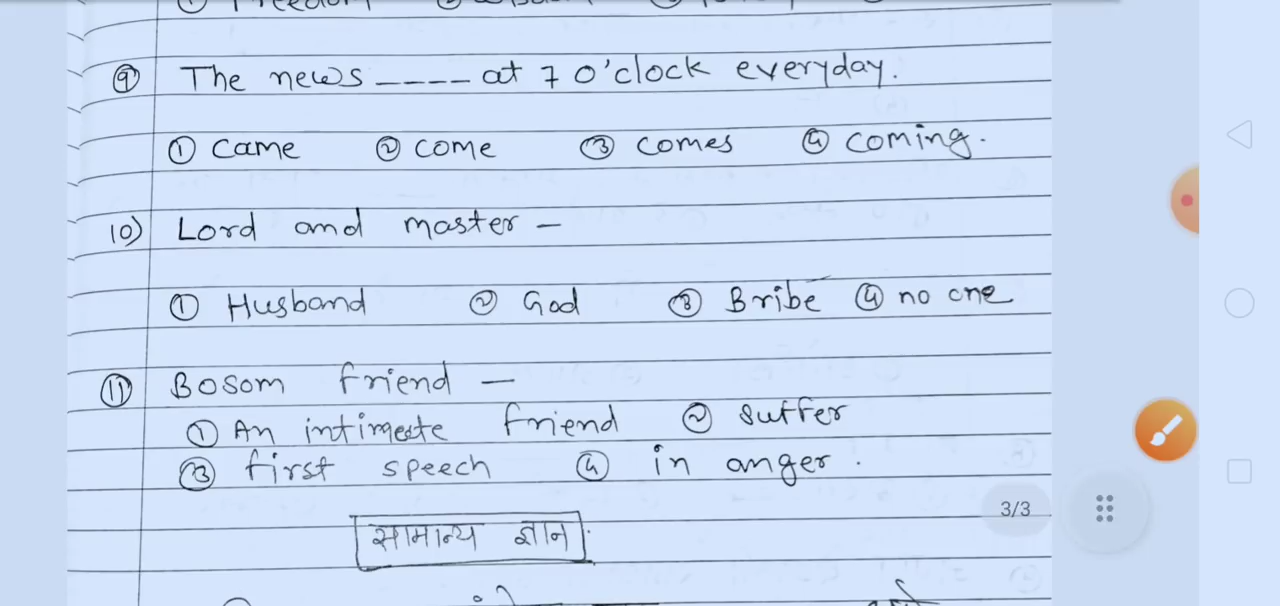 ⑨ The news ---- at 7 o'clock everyday.
① came ② come ③ comes ④ coming.
10) Lord and master -
① Husband ② God ③ Bribe ④ no one
⑪ Bosom friend -
① An intimate friend ② suffer
③ first speech ④ in anger.
3/3
सामान्य ज्ञान